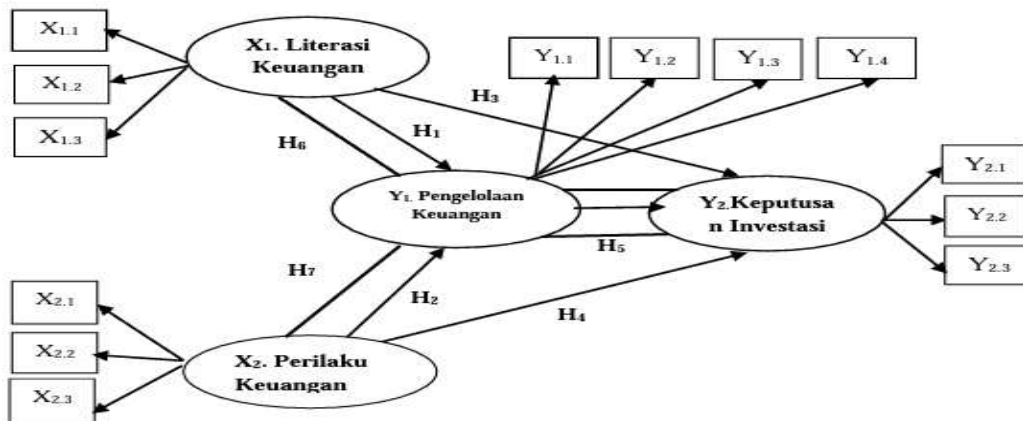 X1.1
X1.2
X1.3
X1. Literasi
Keuangan
Y1.1
Y1.2
Y1.3
Y1.4
H3
H1
H6
Y1. Pengelolaan
Keuangan
Y2.Keputusa
n Investasi
Y2.1
Y2.2
Y2.3
H5
H7
H2
H4
X2.1
X2.2
X2.3
X2. Perilaku
Keuangan